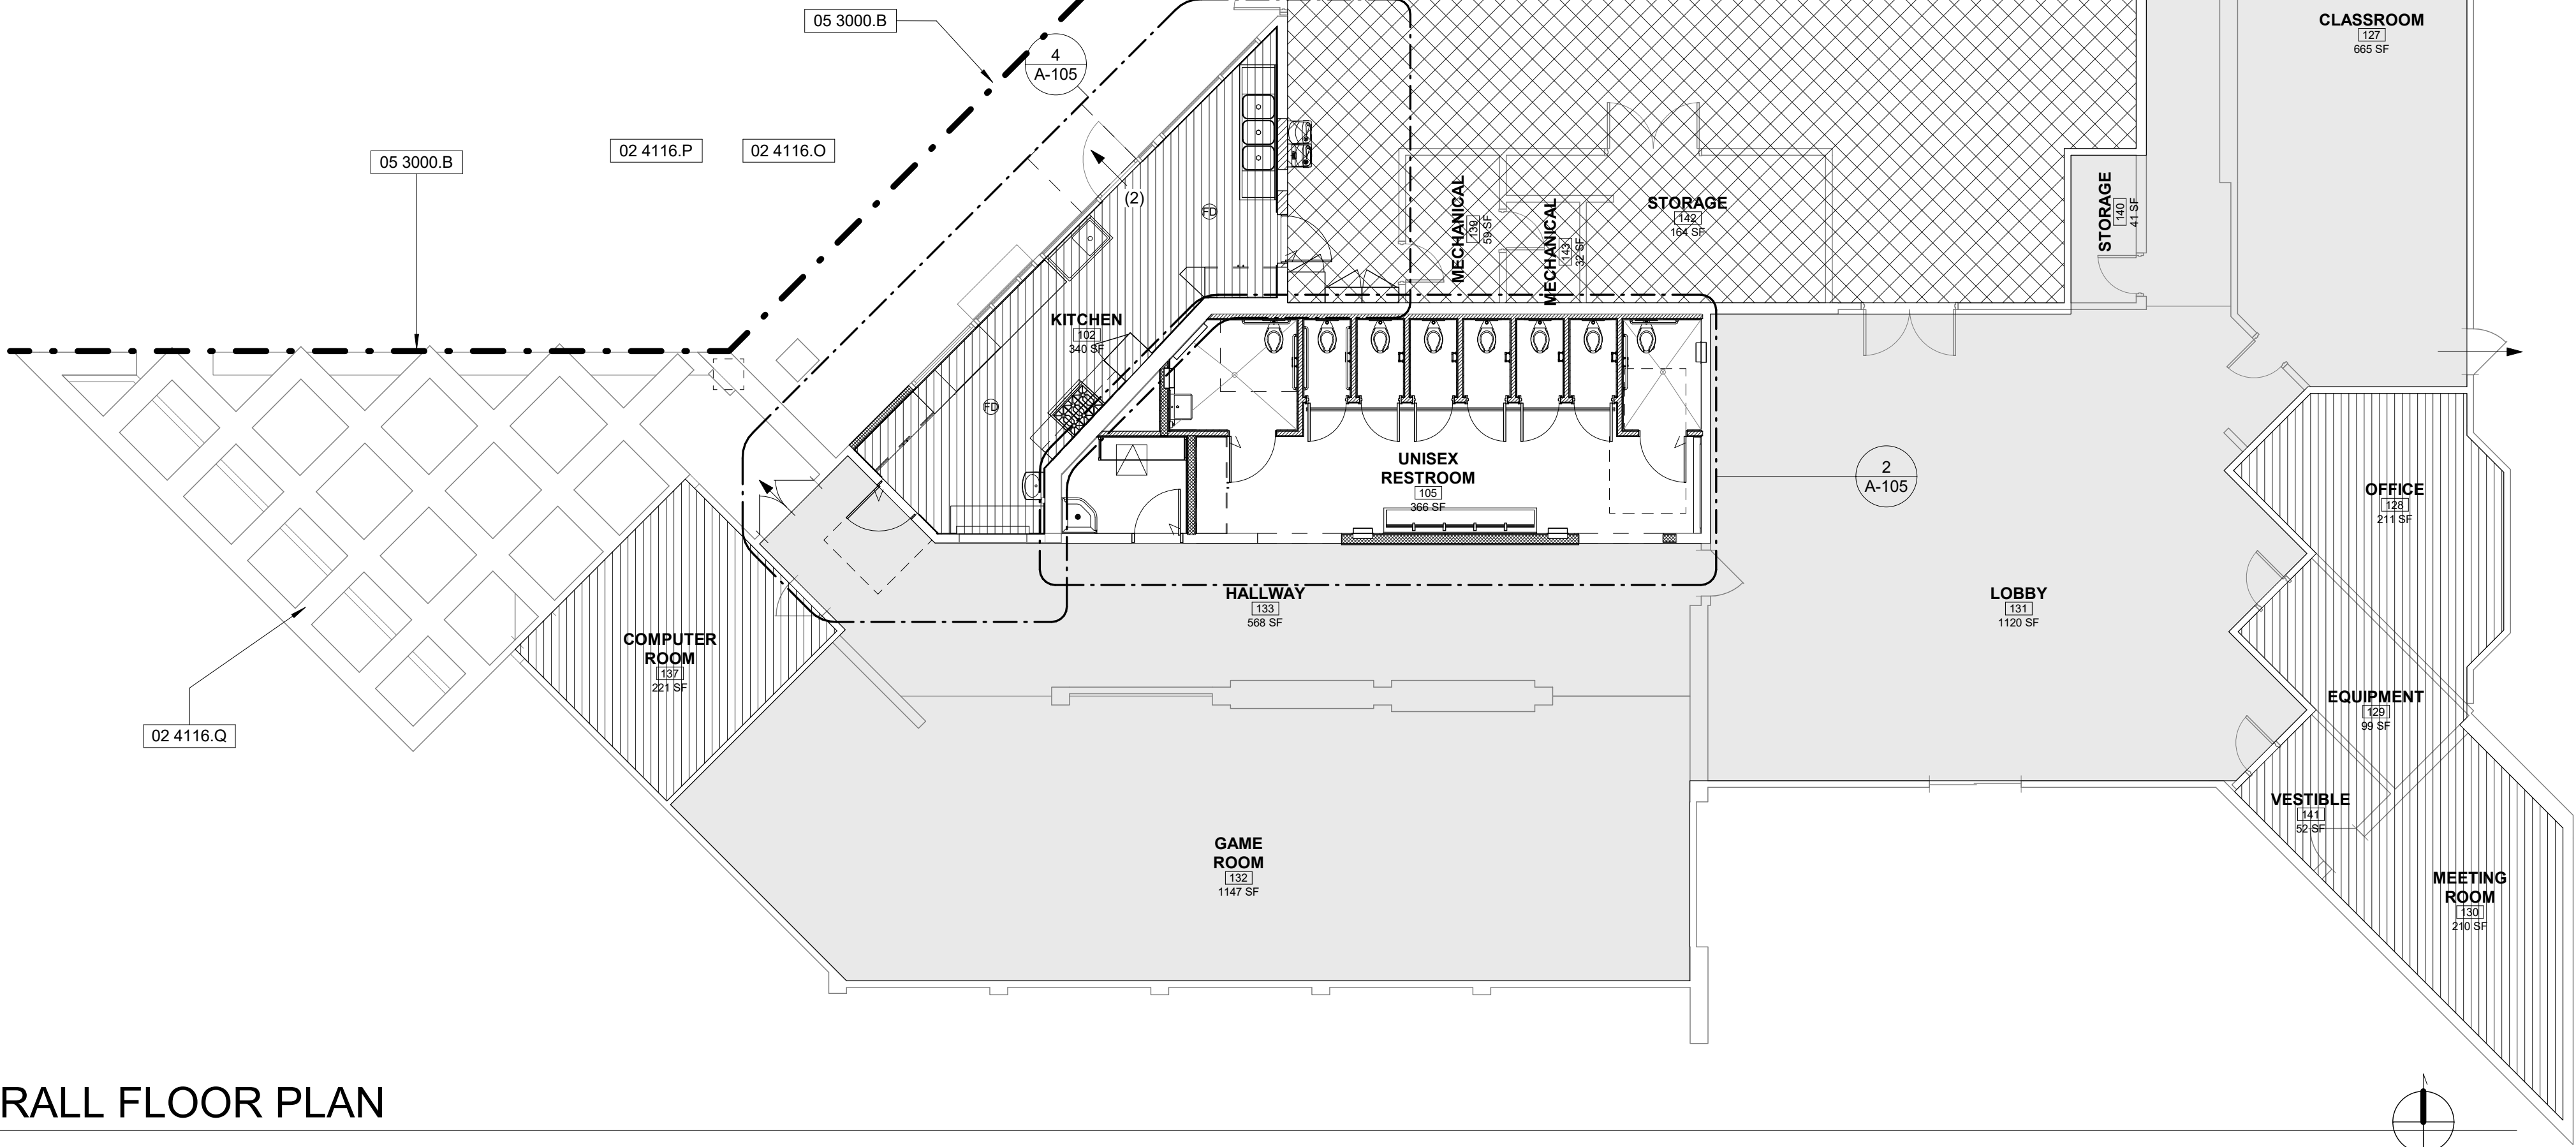 05 3000.B
4
A-105
CLASSROOM
127
665 SF
05 3000.B
02 4116.P
02 4116.O
(2)
FD
MECHANICAL
139
59 SF
MECHANICAL
143
32 SF
STORAGE
142
164 SF
STORAGE
140
41 SF
KITCHEN
102
340 SF
FD
UNISEX
RESTROOM
105
366 SF
2
A-105
OFFICE
128
211 SF
HALLWAY
133
568 SF
LOBBY
131
1120 SF
COMPUTER
ROOM
137
221 SF
EQUIPMENT
129
99 SF
02 4116.Q
VESTIBLE
141
52 SF
GAME
ROOM
132
1147 SF
MEETING
ROOM
130
210 SF
RALL FLOOR PLAN